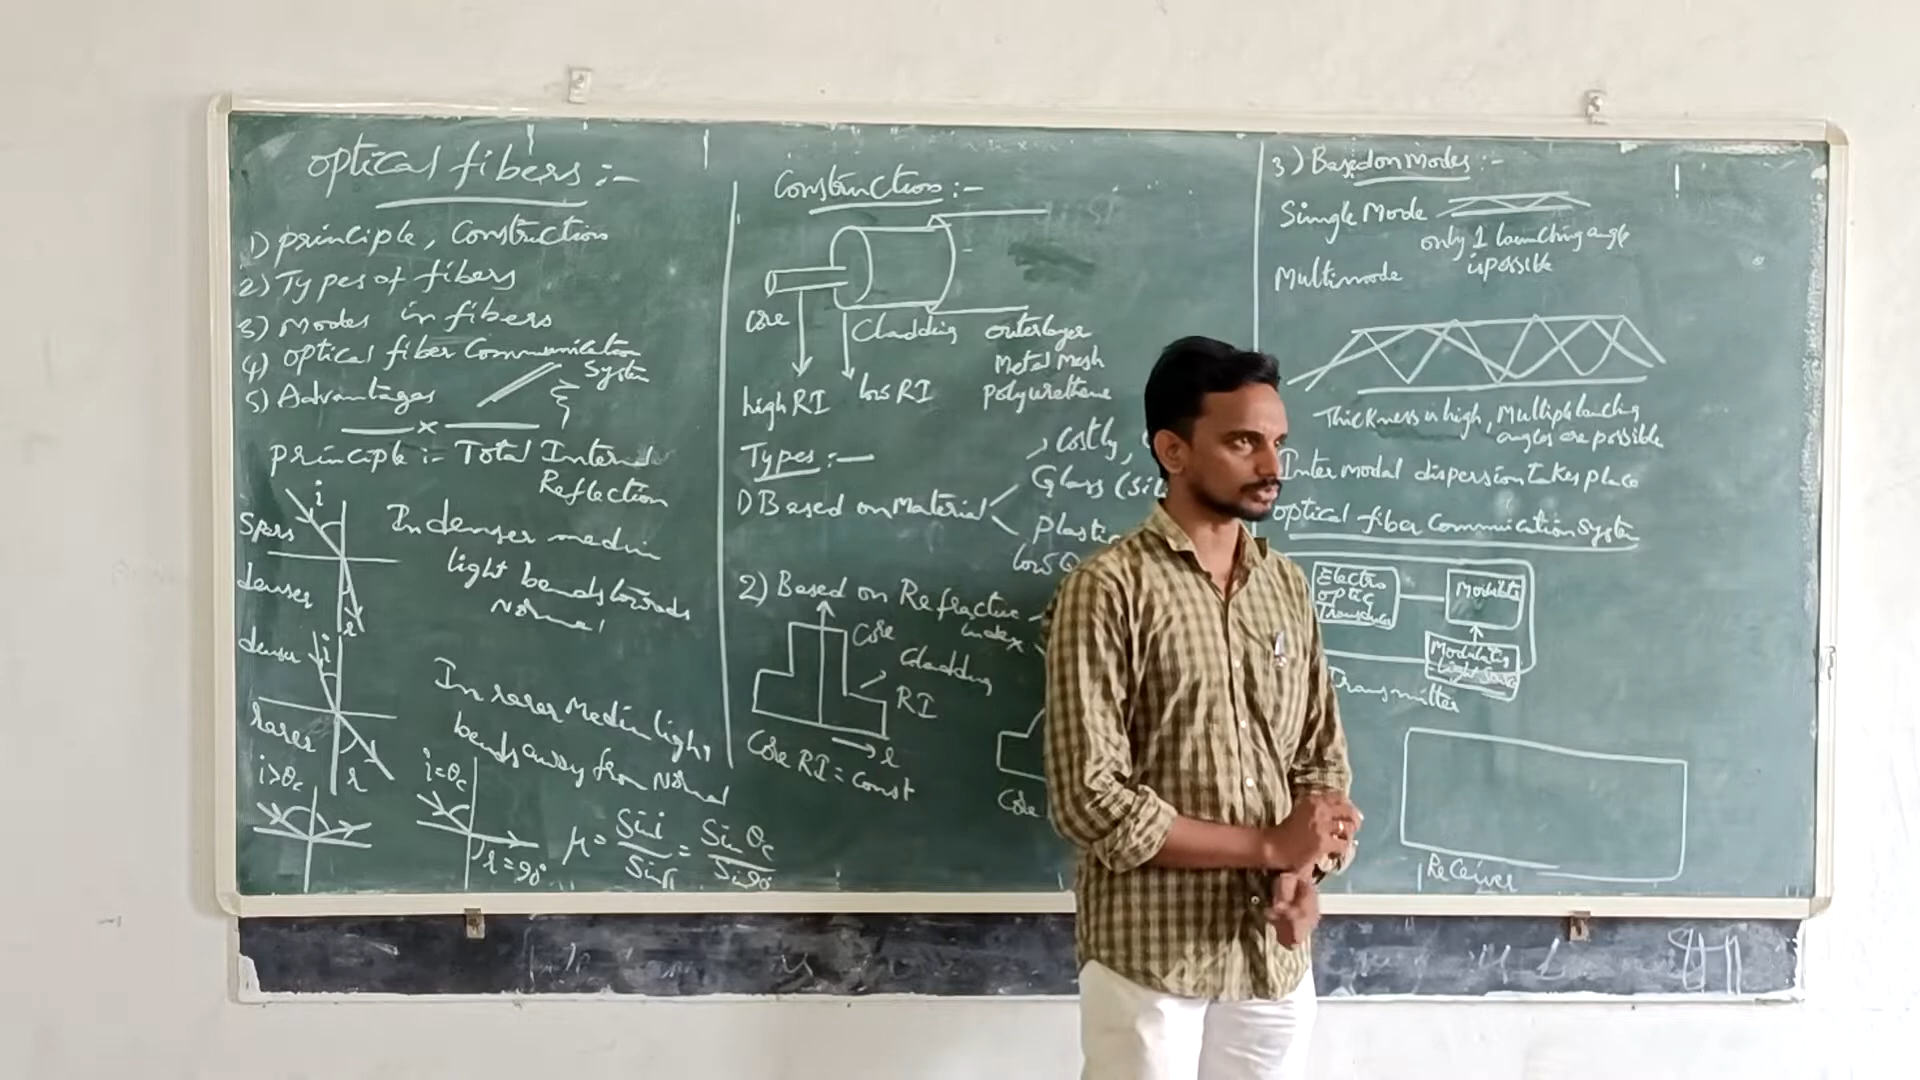 Optical fibers :-
1) Principle, Construction
2) Types of fibers
3) Modes in fibers
4) Optical fiber Communication
System
5) Advantages
x
Principle :- Total Internal
Reflection
i
denser
r
In denser medium
light bends towards
Normal
denser
i
rarer
r
In rarer Medium light
bends away from Normal
i>θc
i=θc
r=90°
μ = Sin i / Sin r = Sin θc / Sin 90°
Construction :-
Core
Cladding
outerlayer
Metal Mesh
Polyurethane
high RI
low RI
Types :-
1) Based on Material
Costly,
Glass (Sil
Plastic
low
2) Based on Refractive
index
Core
Cladding
RI
r
Core RI = Const
3) Based on Modes :-
Single Mode
only 1 launching angle
is possible
Multimode
Thickness is high, Multiple launching
angles are possible
Inter modal dispersion takes place
Optical fiber Communication System
Electro
optic
Transducer
Modulator
light Source
Transmitter
Receiver